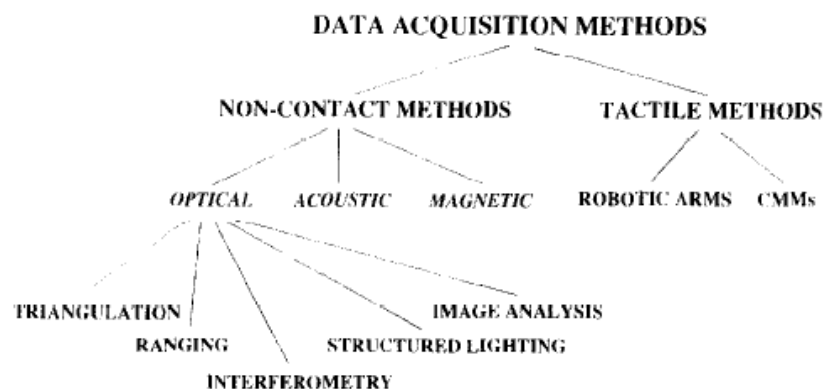 DATA ACQUISITION METHODS
NON-CONTACT METHODS TACTILE METHODS
OPTICAL ACOUSTIC MAGNETIC ROBOTIC ARMS CMMs
TRIANGULATION IMAGE ANALYSIS
RANGING STRUCTURED LIGHTING
INTERFEROMETRY